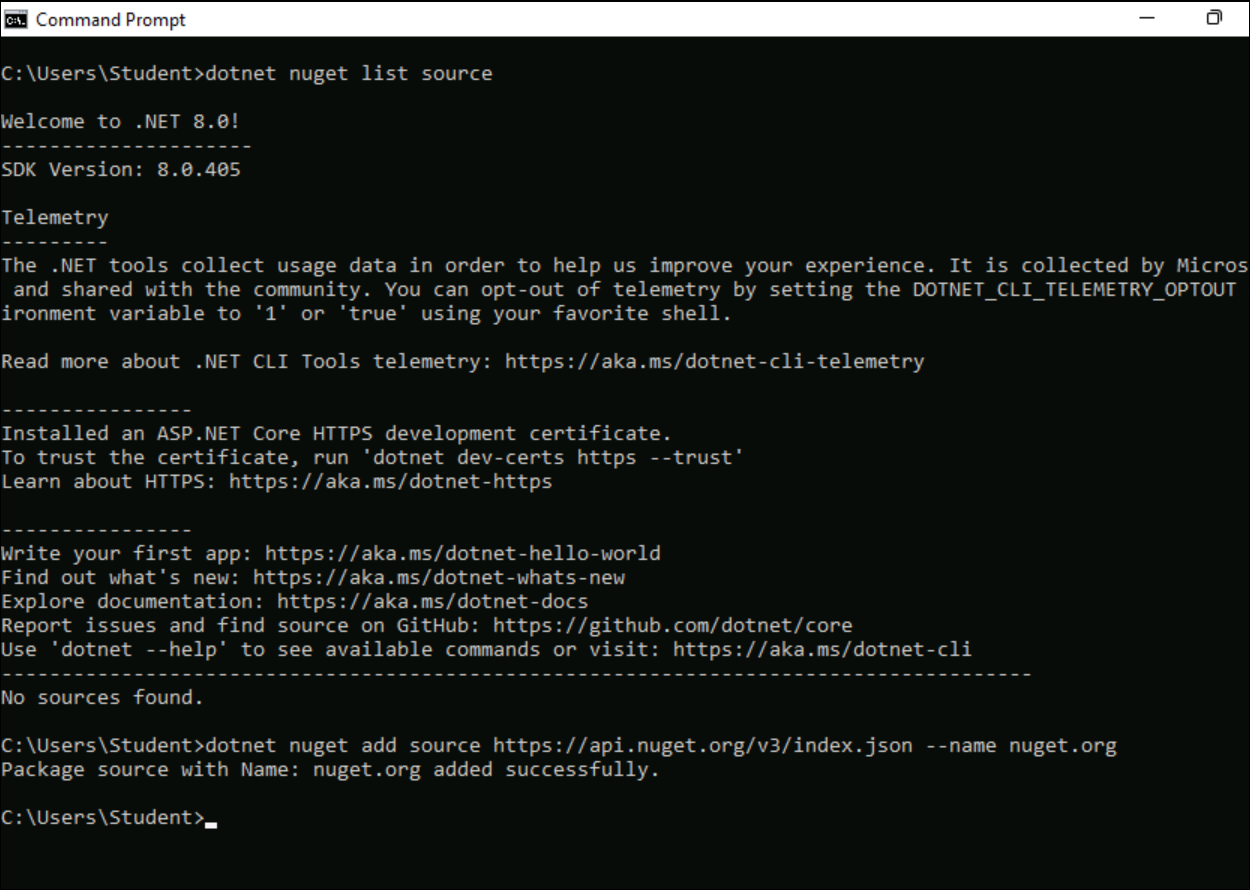 Command Prompt
C:\Users\Student>dotnet nuget list source
Welcome to .NET 8.0!
---------------------
SDK Version: 8.0.405
Telemetry
---------
The .NET tools collect usage data in order to help us improve your experience. It is collected by Micros
and shared with the community. You can opt-out of telemetry by setting the DOTNET_CLI_TELEMETRY_OPTOUT
ironment variable to '1' or 'true' using your favorite shell.
Read more about .NET CLI Tools telemetry: https://aka.ms/dotnet-cli-telemetry
----------------
Installed an ASP.NET Core HTTPS development certificate.
To trust the certificate, run 'dotnet dev-certs https --trust'
Learn about HTTPS: https://aka.ms/dotnet-https
----------------
Write your first app: https://aka.ms/dotnet-hello-world
Find out what's new: https://aka.ms/dotnet-whats-new
Explore documentation: https://aka.ms/dotnet-docs
Report issues and find source on GitHub: https://github.com/dotnet/core
Use 'dotnet --help' to see available commands or visit: https://aka.ms/dotnet-cli
--------------------------------------------------------------------------------------
No sources found.
C:\Users\Student>dotnet nuget add source https://api.nuget.org/v3/index.json --name nuget.org
Package source with Name: nuget.org added successfully.
C:\Users\Student>